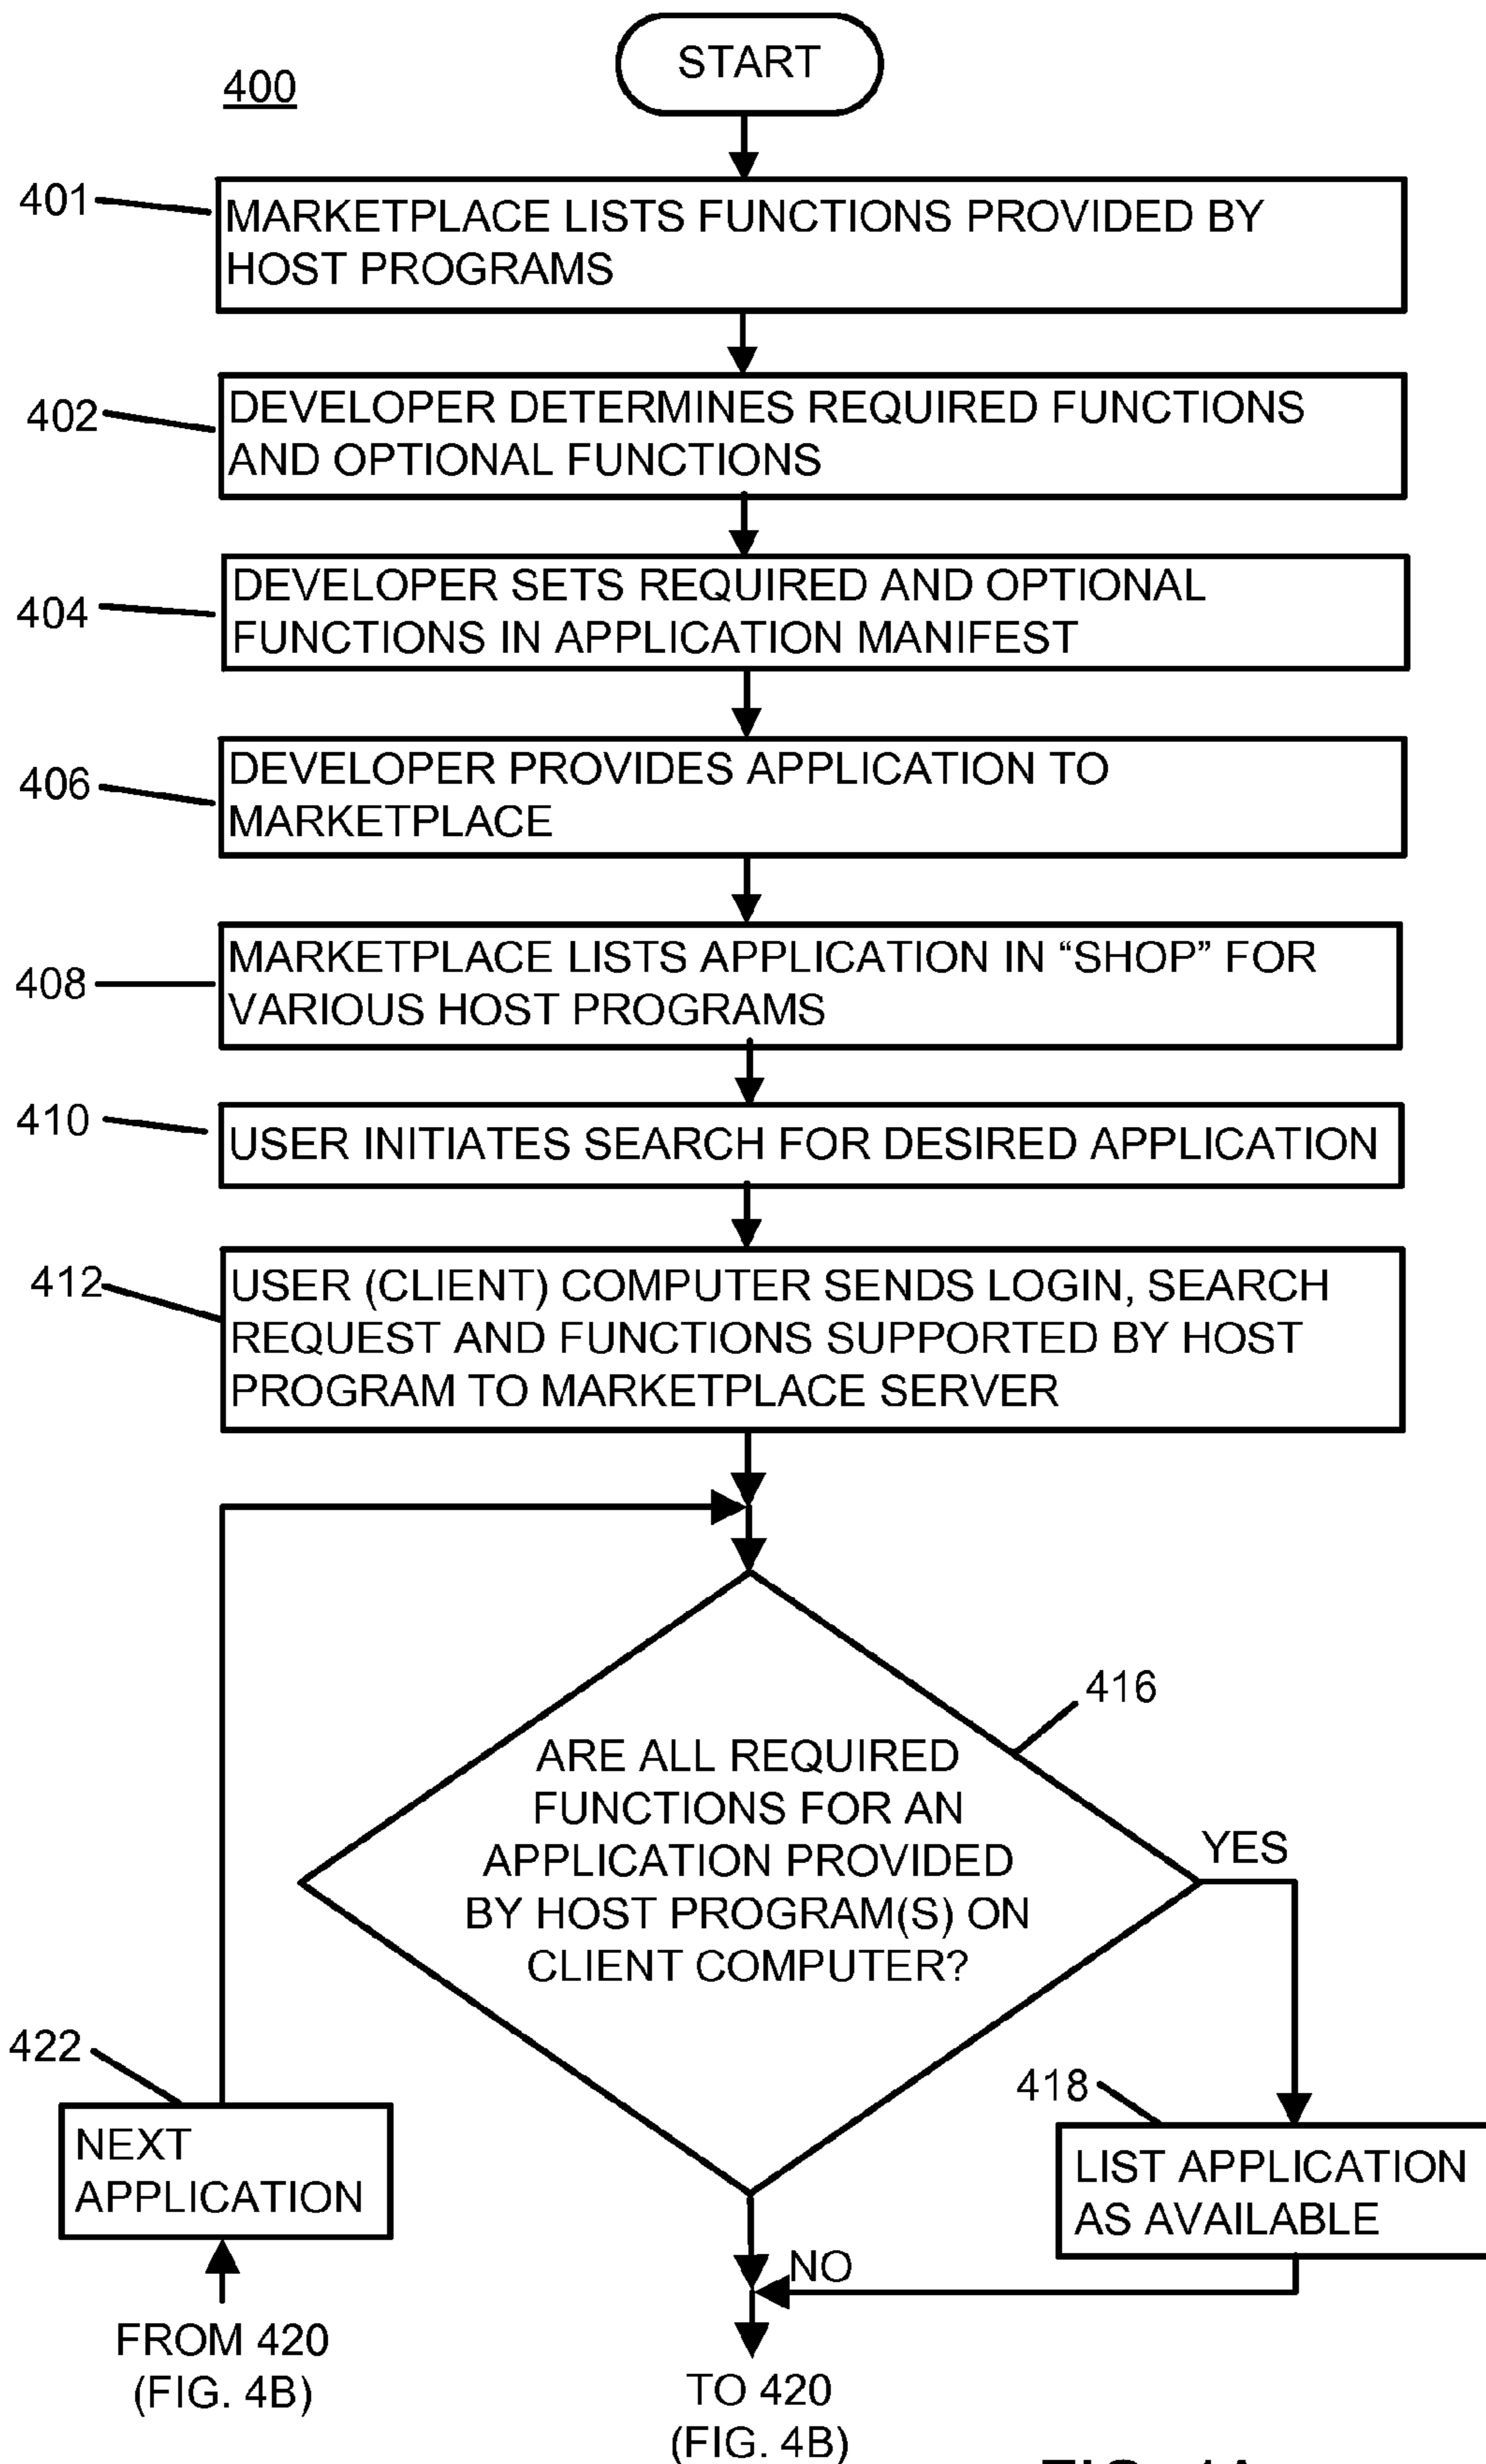 START
400
401
MARKETPLACE LISTS FUNCTIONS PROVIDED BY
HOST PROGRAMS
402
DEVELOPER DETERMINES REQUIRED FUNCTIONS
AND OPTIONAL FUNCTIONS
404
DEVELOPER SETS REQUIRED AND OPTIONAL
FUNCTIONS IN APPLICATION MANIFEST
406
DEVELOPER PROVIDES APPLICATION TO
MARKETPLACE
408
MARKETPLACE LISTS APPLICATION IN “SHOP” FOR
VARIOUS HOST PROGRAMS
410
USER INITIATES SEARCH FOR DESIRED APPLICATION
412
USER (CLIENT) COMPUTER SENDS LOGIN, SEARCH
REQUEST AND FUNCTIONS SUPPORTED BY HOST
PROGRAM TO MARKETPLACE SERVER
416
ARE ALL REQUIRED
FUNCTIONS FOR AN
APPLICATION PROVIDED
BY HOST PROGRAM(S) ON
CLIENT COMPUTER?
YES
422
NEXT
APPLICATION
418
LIST APPLICATION
AS AVAILABLE
NO
FROM 420
(FIG. 4B)
TO 420
(FIG. 4B)